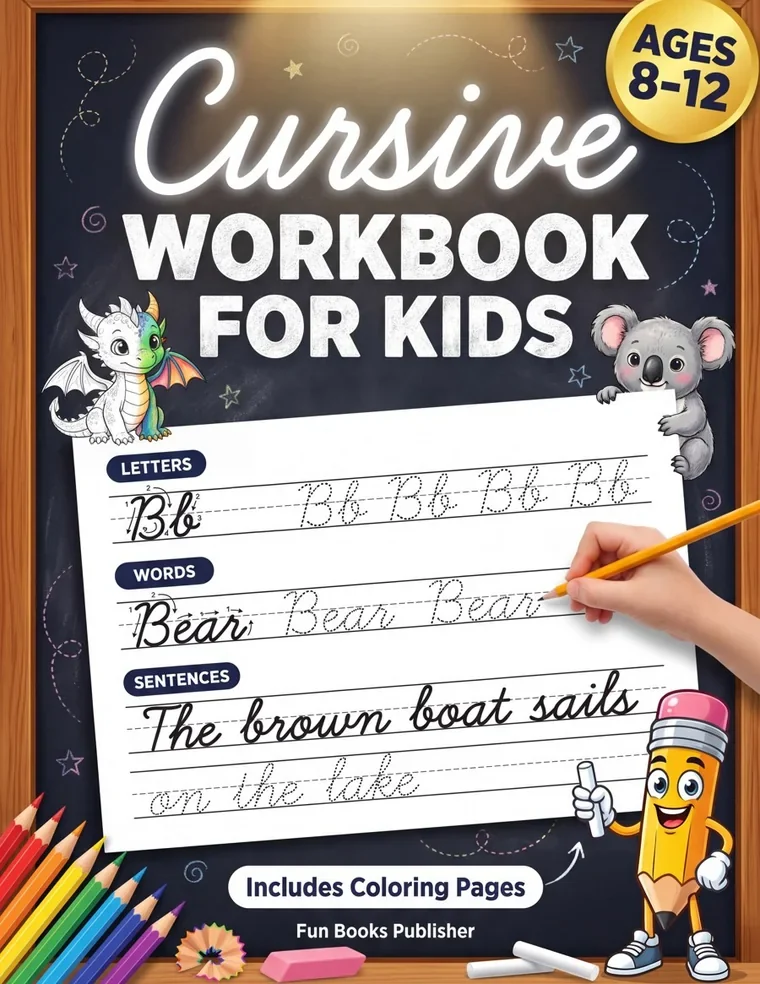 AGES
8-12
Cursive
WORKBOOK
FOR KIDS
LETTERS
Bb Bb Bb Bb Bb
WORDS
Bear Bear Bear
SENTENCES
The brown boat sails
on the lake
Includes Coloring Pages
Fun Books Publisher